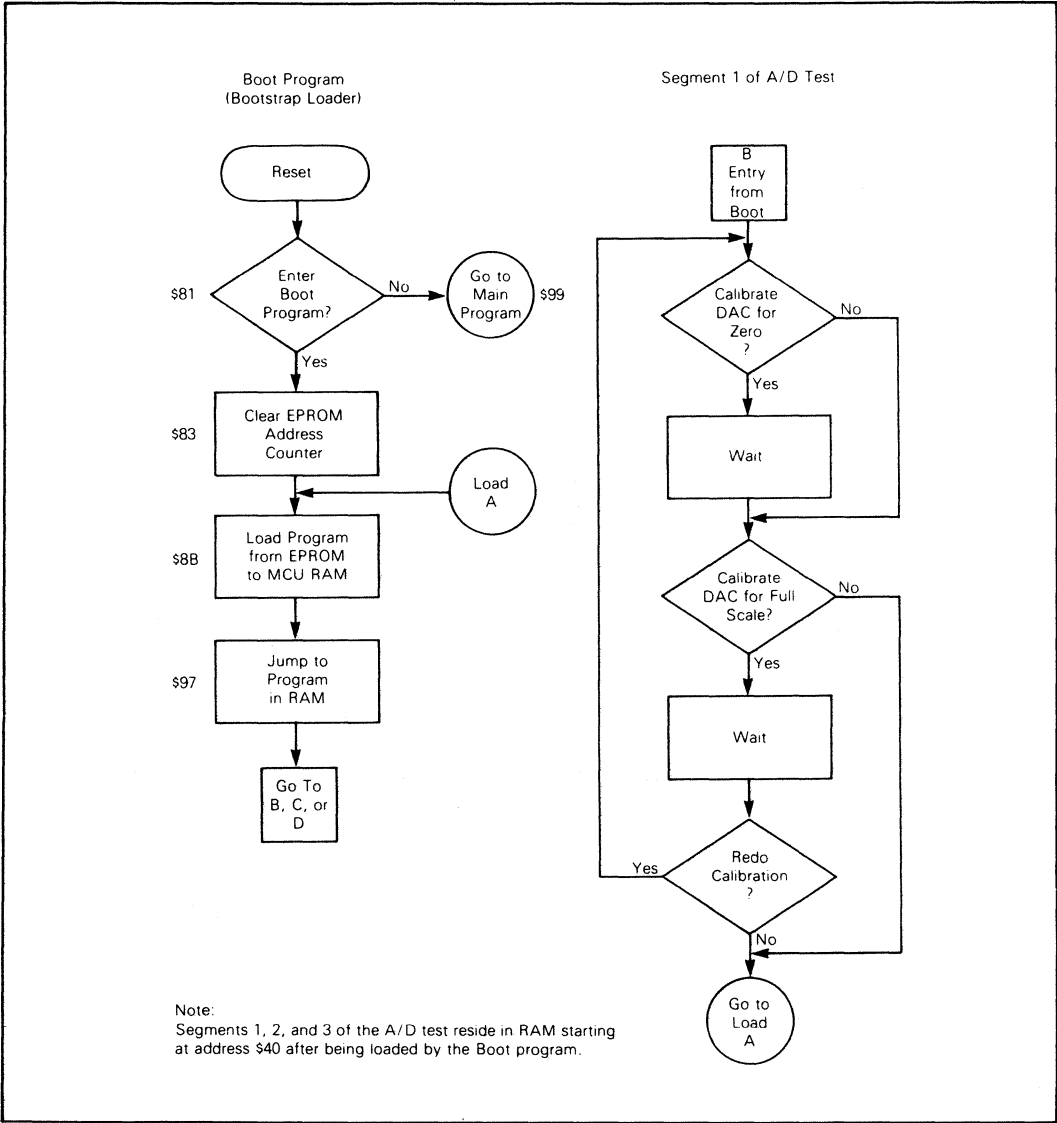 Boot Program
(Bootstrap Loader)
Reset
$81
Enter
Boot
Program?
No
Go to
Main
Program
$99
Yes
$83
Clear EPROM
Address
Counter
Load
A
$8B
Load Program
from EPROM
to MCU RAM
$97
Jump to
Program
in RAM
Go To
B, C, or
D
Segment 1 of A/D Test
B
Entry
from
Boot
Calibrate
DAC for
Zero
?
No
Yes
Wait
Calibrate
DAC for Full
Scale?
No
Yes
Wait
Redo
Calibration
?
Yes
No
Go to
Load
A
Note:
Segments 1, 2, and 3 of the A/D test reside in RAM starting
at address $40 after being loaded by the Boot program.